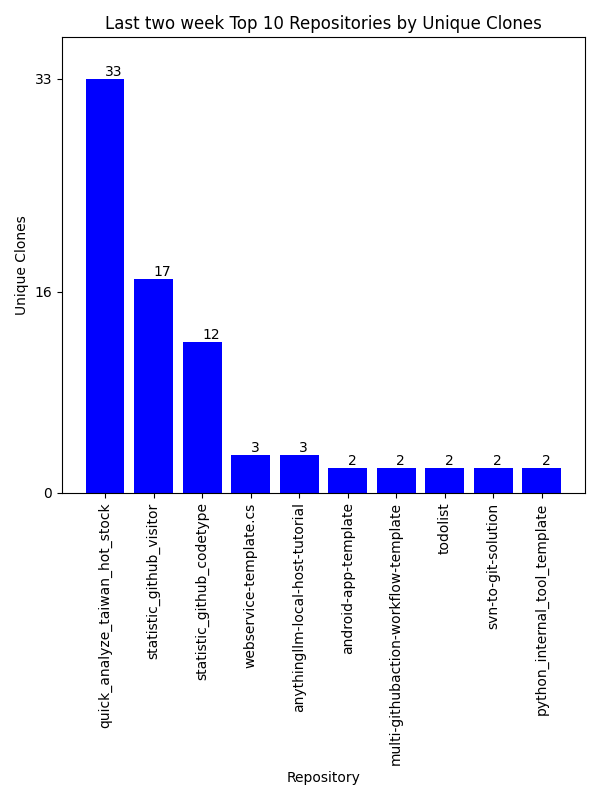 Last two week Top 10 Repositories by Unique Clones
Unique Clones
33
16
0
33
17
12
3
3
2
2
2
2
2
quick_analyze_taiwan_hot_stock
statistic_github_visitor
statistic_github_codetype
webservice-template.cs
anythingllm-local-host-tutorial
android-app-template
multi-githubaction-workflow-template
todolist
svn-to-git-solution
python_internal_tool_template
Repository